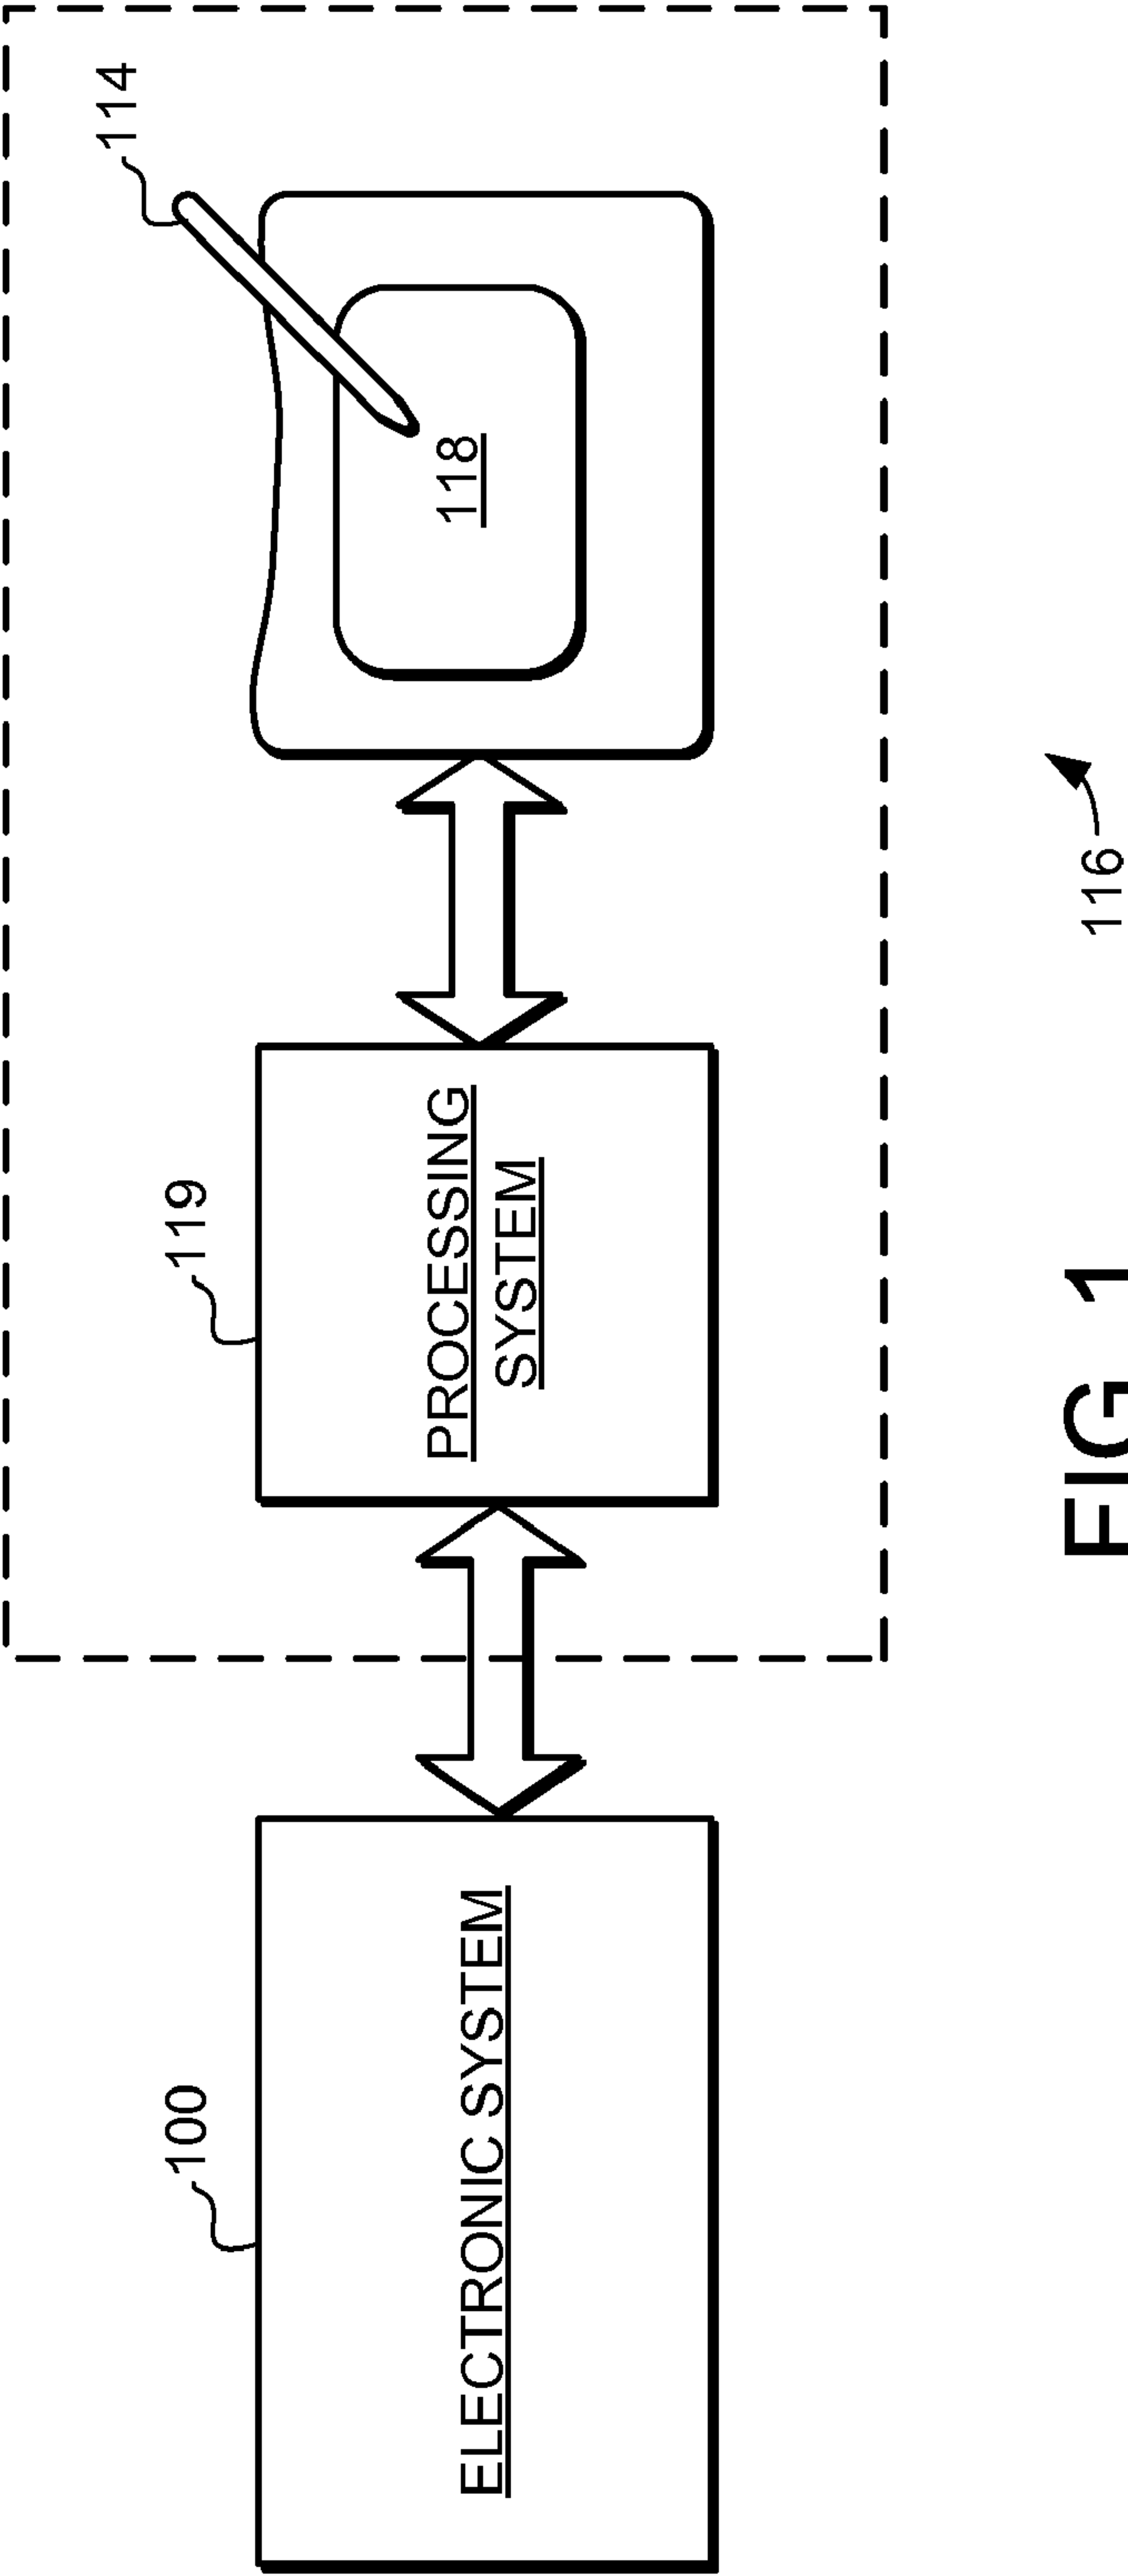 100
119
114
ELECTRONIC SYSTEM
PROCESSING
SYSTEM
118
116
FIG. 1